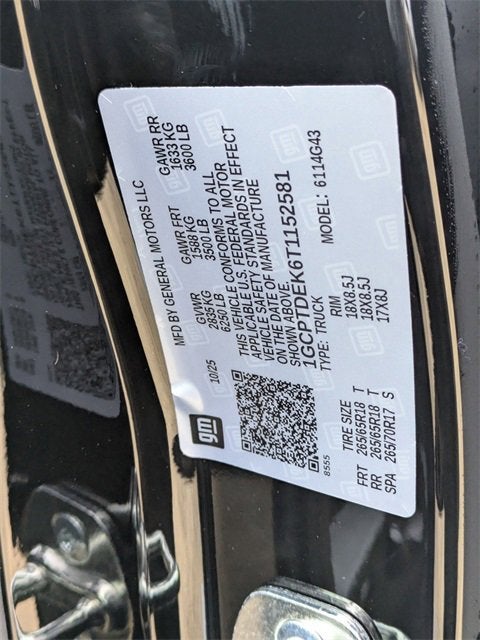 MFD BY GENERAL MOTORS LLC
10/25 GVWR GAWR FRT GAWR RR
2835 KG 1588 KG 1633 KG
6250 LB 3500 LB 3600 LB
THIS VEHICLE CONFORMS TO ALL
APPLICABLE U.S. FEDERAL MOTOR
VEHICLE SAFETY STANDARDS IN EFFECT
ON THE DATE OF MANUFACTURE
SHOWN ABOVE.
1GCPTDEK6T1152581
TYPE: TRUCK MODEL: 6114G43
gm
8555
TIRE SIZE RIM
FRT 265/65R18 T 18X8.5J
RR 265/65R18 T 18X8.5J
SPA 265/70R17 S 17X8J